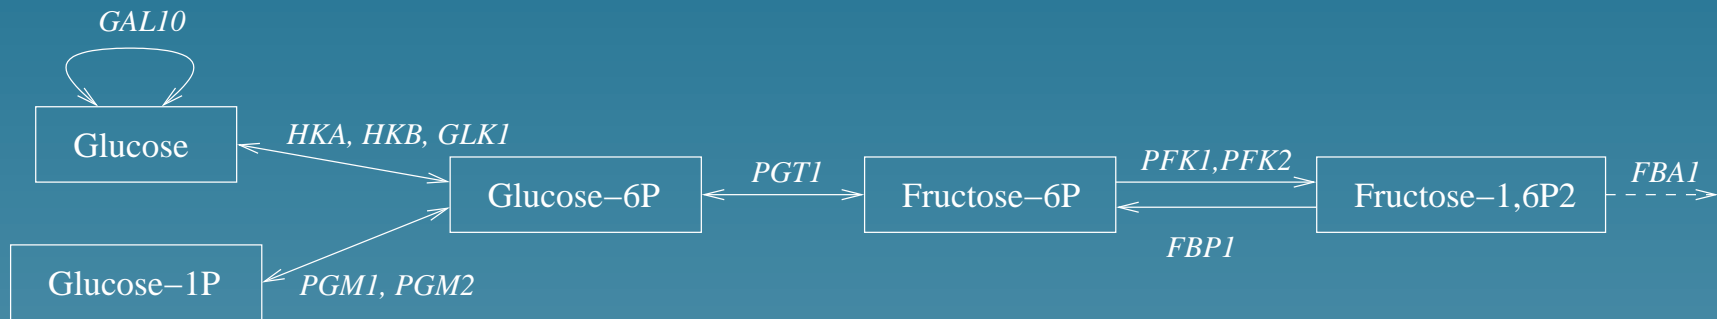 GAL10
Glucose
HKA, HKB, GLK1
Glucose–6P
PGT1
Fructose–6P
PFK1,PFK2
FBP1
Fructose–1,6P2
FBA1
Glucose–1P
PGM1, PGM2